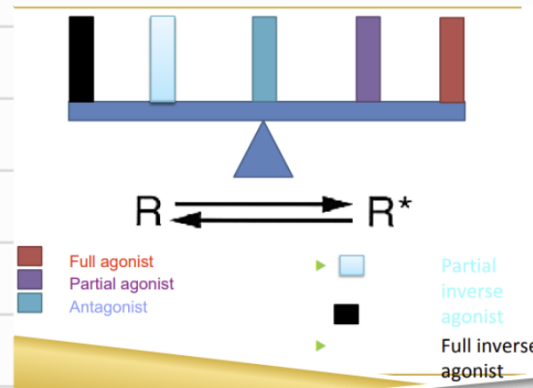 R R*
Full agonist
Partial agonist
Antagonist
Partial
inverse
agonist
Full inverse
agonist